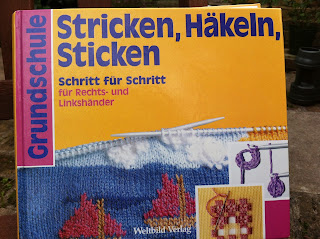 Grundschule
Stricken, Häkeln,
Sticken
Schritt für Schritt
für Rechts- und
Linkshänder
Weltbild Verlag